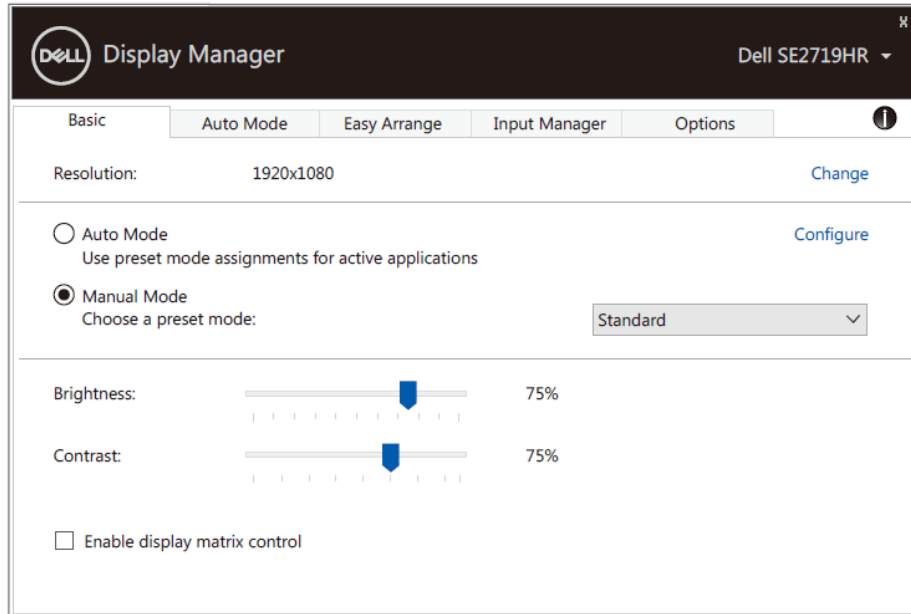 DELL Display Manager
Dell SE2719HR
Basic Auto Mode Easy Arrange Input Manager Options
Resolution: 1920x1080 Change
Auto Mode Configure
Use preset mode assignments for active applications
Manual Mode
Choose a preset mode: Standard
Brightness: 75%
Contrast: 75%
Enable display matrix control